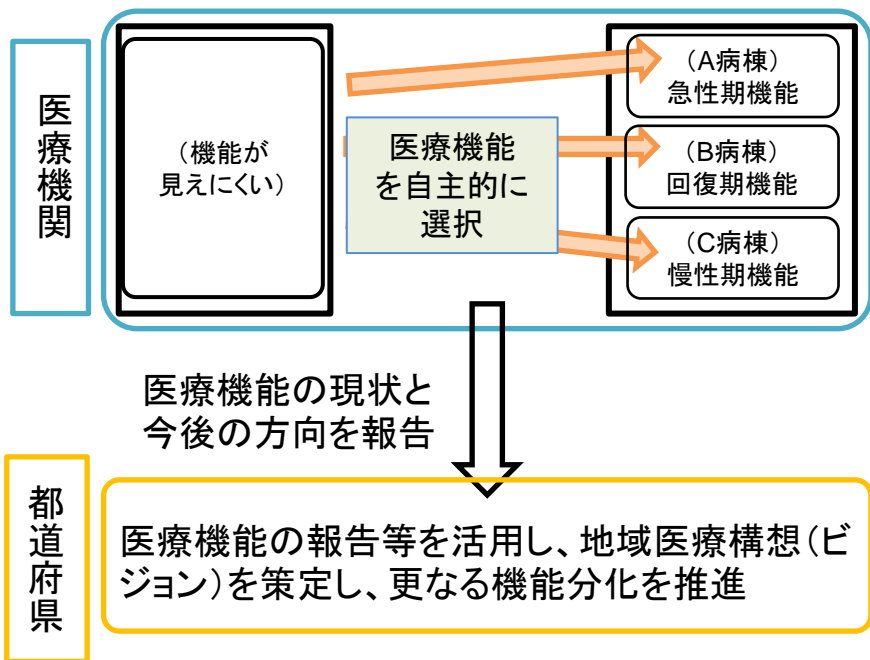 医療機関
（機能が
見えにくい）
医療機能
を自主的に
選択
（A病棟）
急性期機能
（B病棟）
回復期機能
（C病棟）
慢性期機能
医療機能の現状と
今後の方向を報告
都道府県
医療機能の報告等を活用し、地域医療構想（ビ
ジョン）を策定し、更なる機能分化を推進